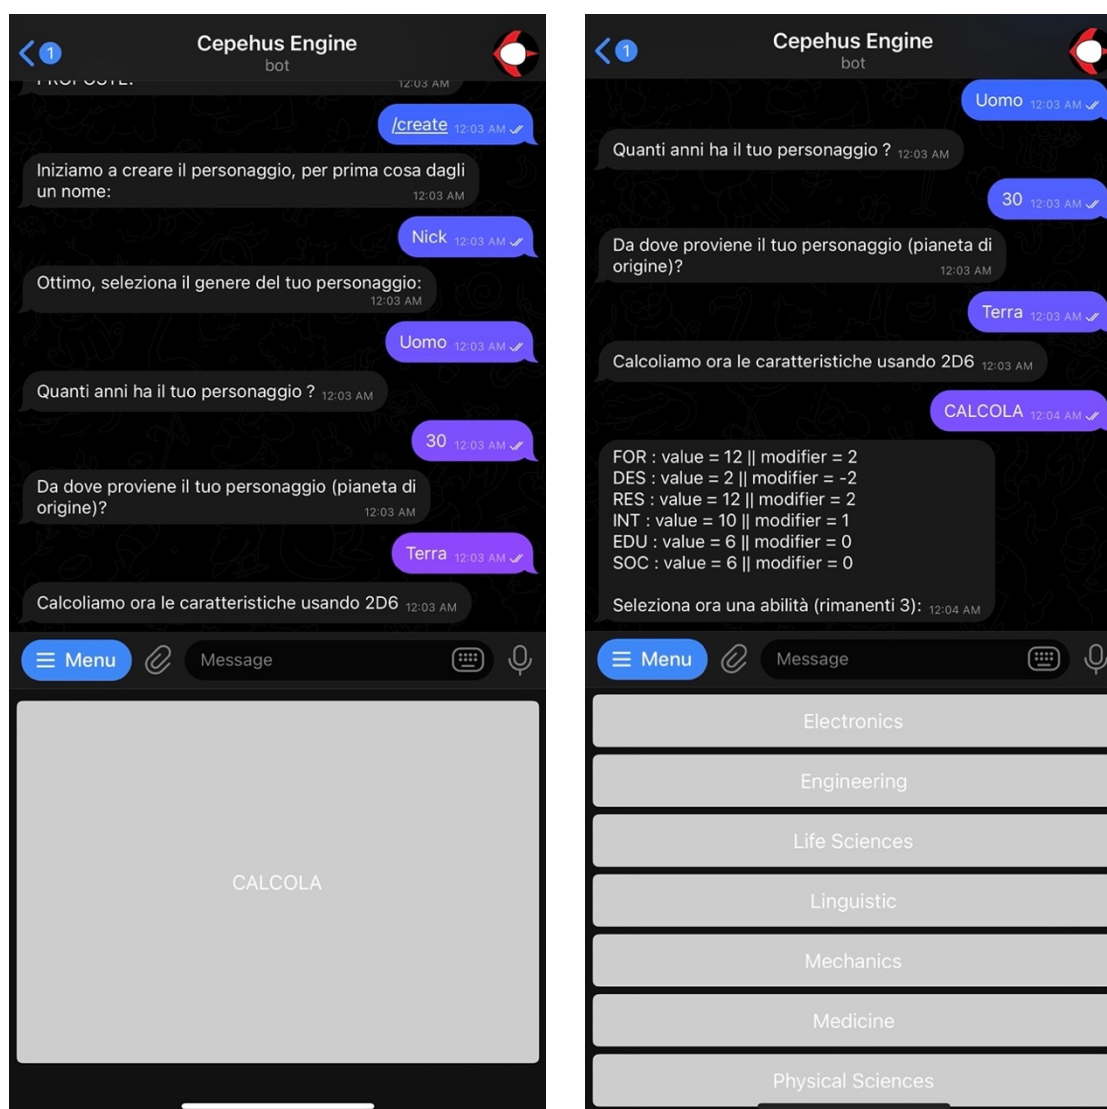 1
Cepehus Engine
bot
PROPOSTE:
12:03 AM
/create 12:03 AM
Iniziamo a creare il personaggio, per prima cosa dagli
un nome:
12:03 AM
Nick 12:03 AM
Ottimo, seleziona il genere del tuo personaggio:
12:03 AM
Uomo 12:03 AM
Quanti anni ha il tuo personaggio ? 12:03 AM
30 12:03 AM
Da dove proviene il tuo personaggio (pianeta di
origine)?
12:03 AM
Terra 12:03 AM
Calcoliamo ora le caratteristiche usando 2D6 12:03 AM
Menu
Message
CALCOLA
1
Cepehus Engine
bot
Uomo 12:03 AM
Quanti anni ha il tuo personaggio ? 12:03 AM
30 12:03 AM
Da dove proviene il tuo personaggio (pianeta di
origine)?
12:03 AM
Terra 12:03 AM
Calcoliamo ora le caratteristiche usando 2D6 12:03 AM
CALCOLA 12:04 AM
FOR : value = 12 || modifier = 2
DES : value = 2 || modifier = -2
RES : value = 12 || modifier = 2
INT : value = 10 || modifier = 1
EDU : value = 6 || modifier = 0
SOC : value = 6 || modifier = 0
Seleziona ora una abilità (rimanenti 3): 12:04 AM
Menu
Message
Electronics
Engineering
Life Sciences
Linguistic
Mechanics
Medicine
Physical Sciences